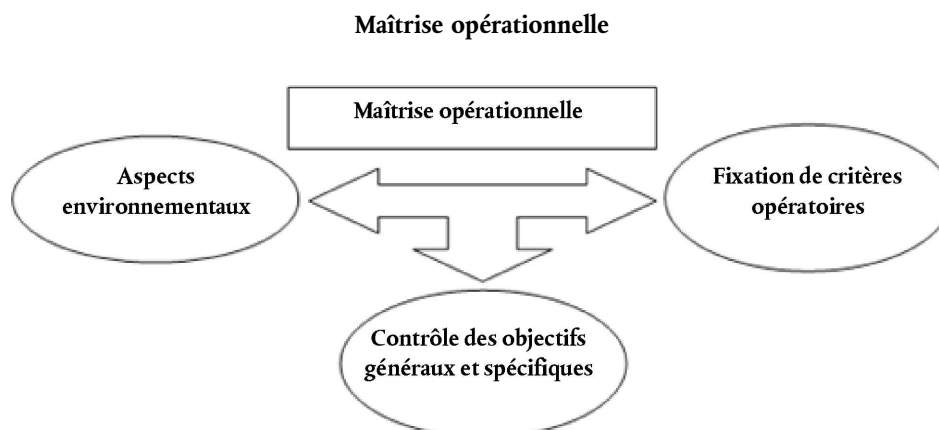 Maîtrise opérationnelle
Maîtrise opérationnelle
Aspects
environnementaux
Fixation de critères
opératoires
Contrôle des objectifs
généraux et spécifiques